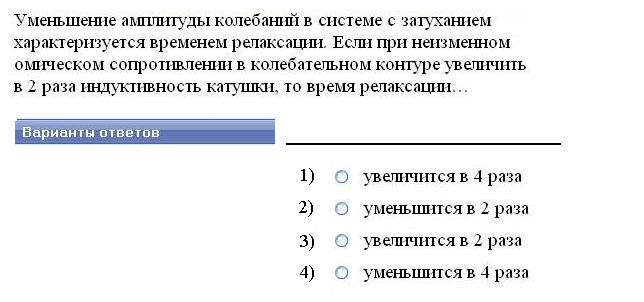 Уменьшение амплитуды колебаний в системе с затуханием
характеризуется временем релаксации. Если при неизменном
омическом сопротивлении в колебательном контуре увеличить
в 2 раза индуктивность катушки, то время релаксации…
Варианты ответов
1) увеличится в 4 раза
2) уменьшится в 2 раза
3) увеличится в 2 раза
4) уменьшится в 4 раза